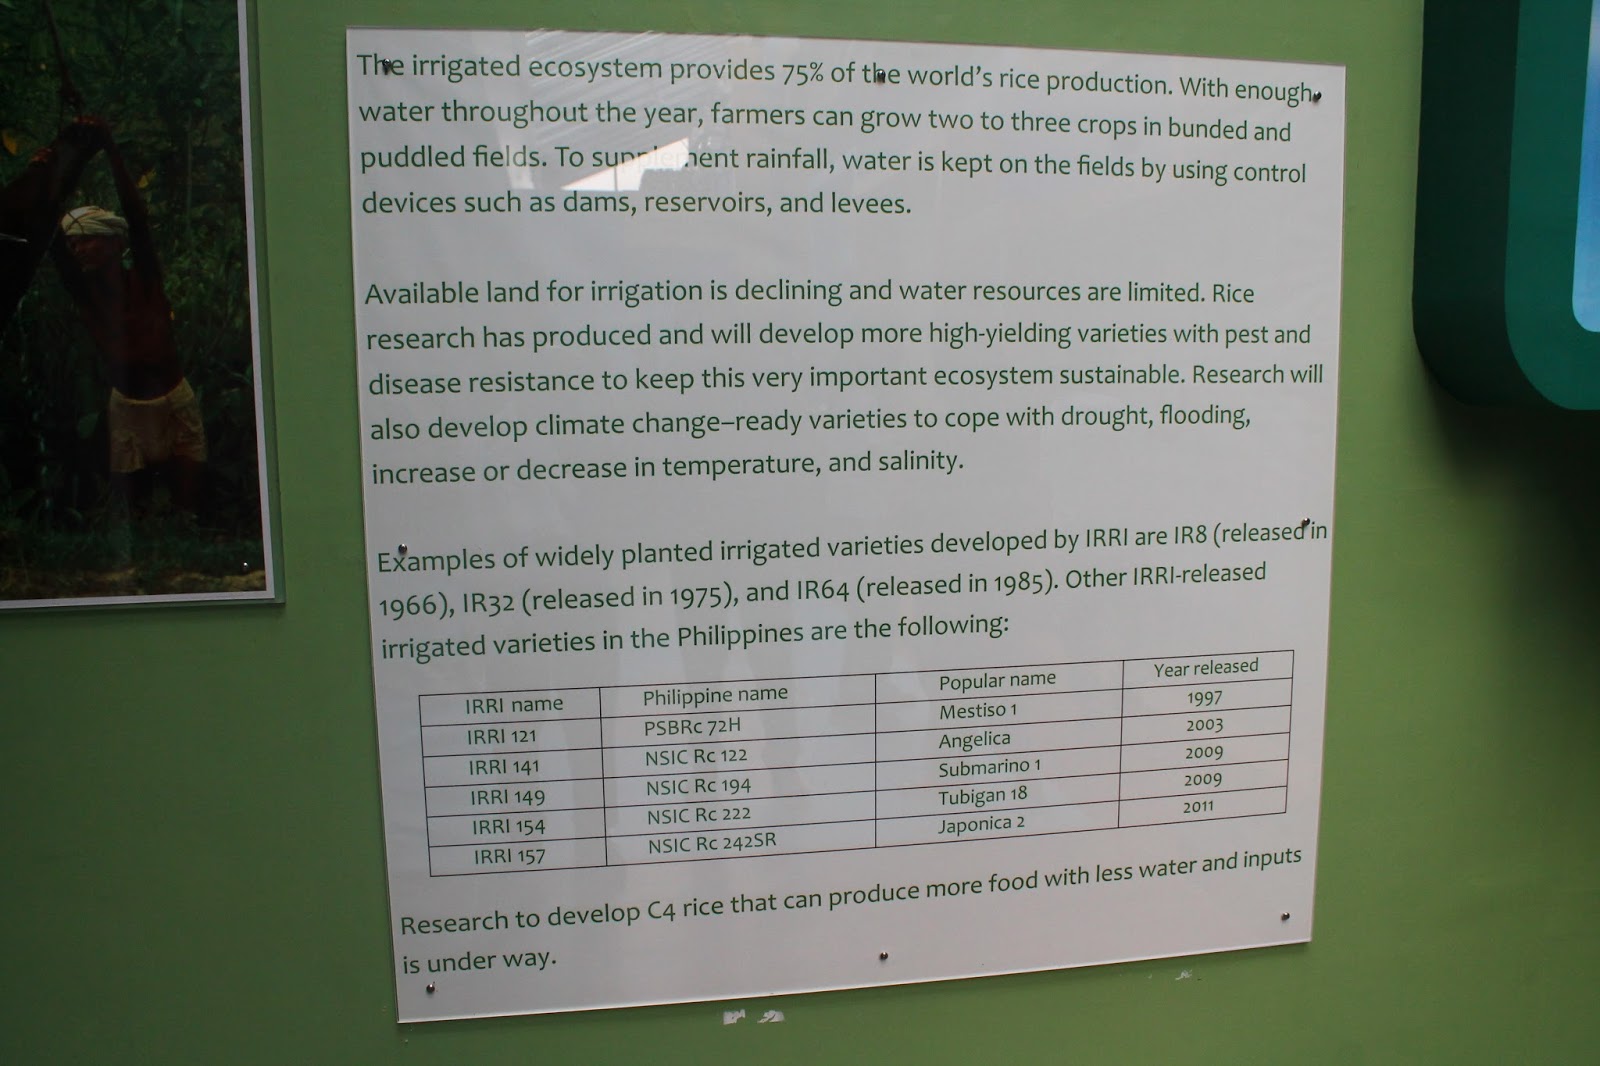 The irrigated ecosystem provides 75% of the world's rice production. With enough
water throughout the year, farmers can grow two to three crops in bunded and
puddled fields. To supplement rainfall, water is kept on the fields by using control
devices such as dams, reservoirs, and levees.
Available land for irrigation is declining and water resources are limited. Rice
research has produced and will develop more high-yielding varieties with pest and
disease resistance to keep this very important ecosystem sustainable. Research will
also develop climate change–ready varieties to cope with drought, flooding,
increase or decrease in temperature, and salinity.
Examples of widely planted irrigated varieties developed by IRRI are IR8 (released in
1966), IR32 (released in 1975), and IR64 (released in 1985). Other IRRI-released
irrigated varieties in the Philippines are the following:
IRRI name Philippine name Popular name Year released
IRRI 121 PSBRc 72H Mestiso 1 1997
IRRI 141 NSIC Rc 122 Angelica 2003
IRRI 149 NSIC Rc 194 Submarino 1 2009
IRRI 154 NSIC Rc 222 Tubigan 18 2009
IRRI 157 NSIC Rc 242SR Japonica 2 2011
Research to develop C4 rice that can produce more food with less water and inputs
is under way.